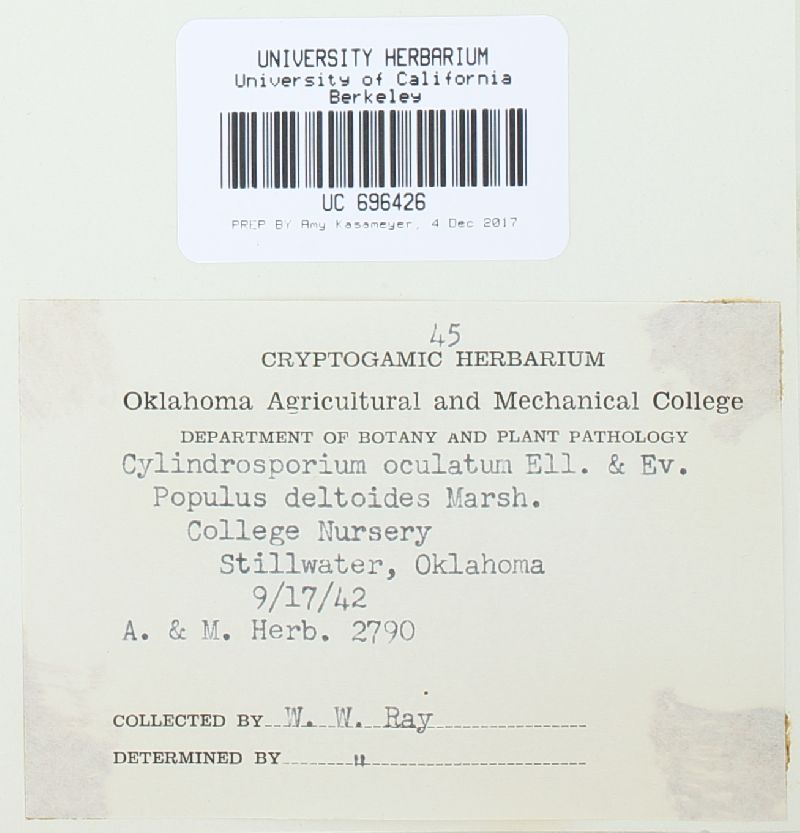 UNIVERSITY HERBARIUM
University of California
Berkeley
UC 696426
PREP BY Amy Kasameyer, 4 Dec 2017
45
CRYPTOGAMIC HERBARIUM
Oklahoma Agricultural and Mechanical College
DEPARTMENT OF BOTANY AND PLANT PATHOLOGY
Cylindrosporium oculatum Ell. & Ev.
Populus deltoides Marsh.
College Nursery
Stillwater, Oklahoma
9/17/42
A. & M. Herb. 2790
COLLECTED BY W. W. Ray
DETERMINED BY "